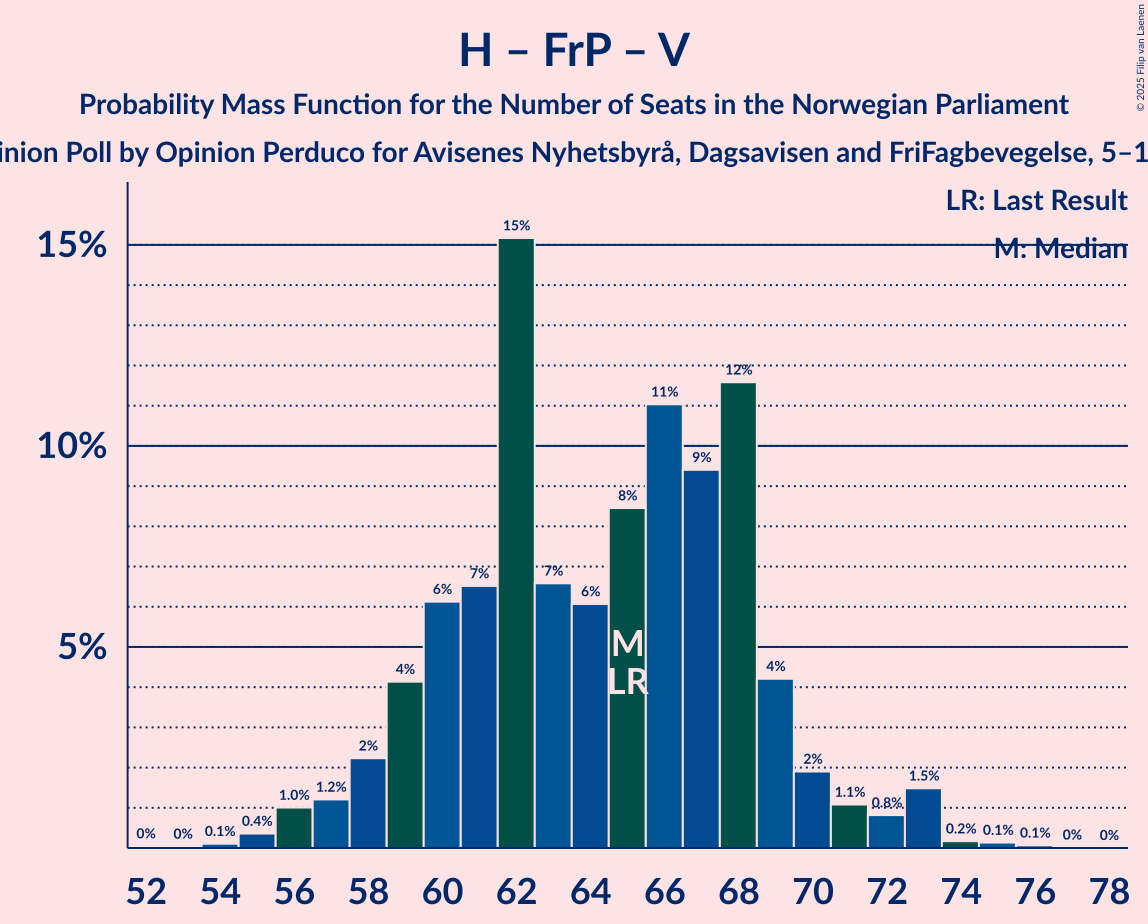 H – FrP – V
Probability Mass Function for the Number of Seats in the Norwegian Parliament
inion Poll by Opinion Perduco for Avisenes Nyhetsbyrå, Dagsavisen and FriFagbevegelse, 5–1
© 2025 Filip van Laenen
LR: Last Result
M: Median
15%
10%
5%
0% 0% 0.1% 0.4% 1.0% 1.2% 2% 4% 6% 7% 15% 7% 6% 8% 11% 9% 12% 4% 2% 1.1% 0.8% 1.5% 0.2% 0.1% 0.1% 0% 0%
M
LR
52 54 56 58 60 62 64 66 68 70 72 74 76 78